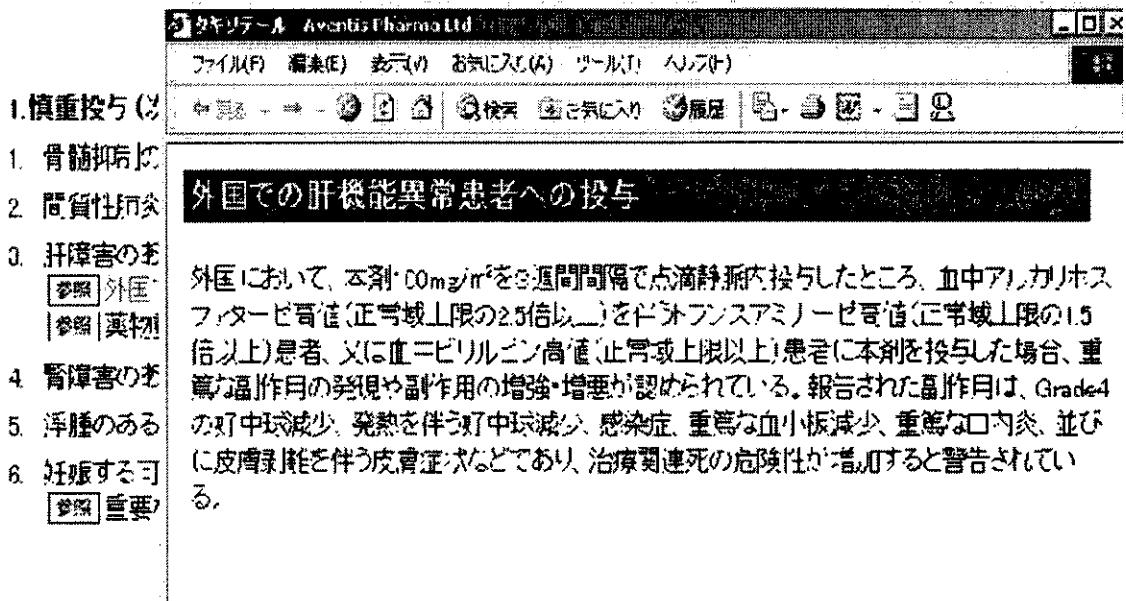 タキソテール Aventis Pharma Ltd
ファイル(F) 編集(E) 表示(V) お気に入り(A) ツール(T) ヘルプ(H)
戻る 検索 お気に入り 履歴
1.慎重投与
外国での肝機能異常患者への投与
1. 骨髄抑制の
2. 間質性肺炎
3. 肝障害のあ
参照 外国
参照 薬物
4. 腎障害のあ
5. 浮腫のある
6. 妊娠する可
参照 重要
外国において、本剤100mg/m²を3週間間隔で点滴静脈内投与したところ、血中アルカリホス
ファターゼ高値(正常域上限の2.5倍以上)を伴うトランスアミナーゼ高値(正常域上限の1.5
倍以上)患者、又は血中ビリルビン高値(正常域上限以上)患者に本剤を投与した場合、重
篤な副作用の発現や副作用の増強・増悪が認められている。報告された副作用は、Grade4
の好中球減少、発熱を伴う好中球減少、感染症、重篤な血小板減少、重篤な口内炎、並び
に皮膚剥離を伴う皮膚症状などであり、治療関連死の危険性が増加すると警告されてい
る。